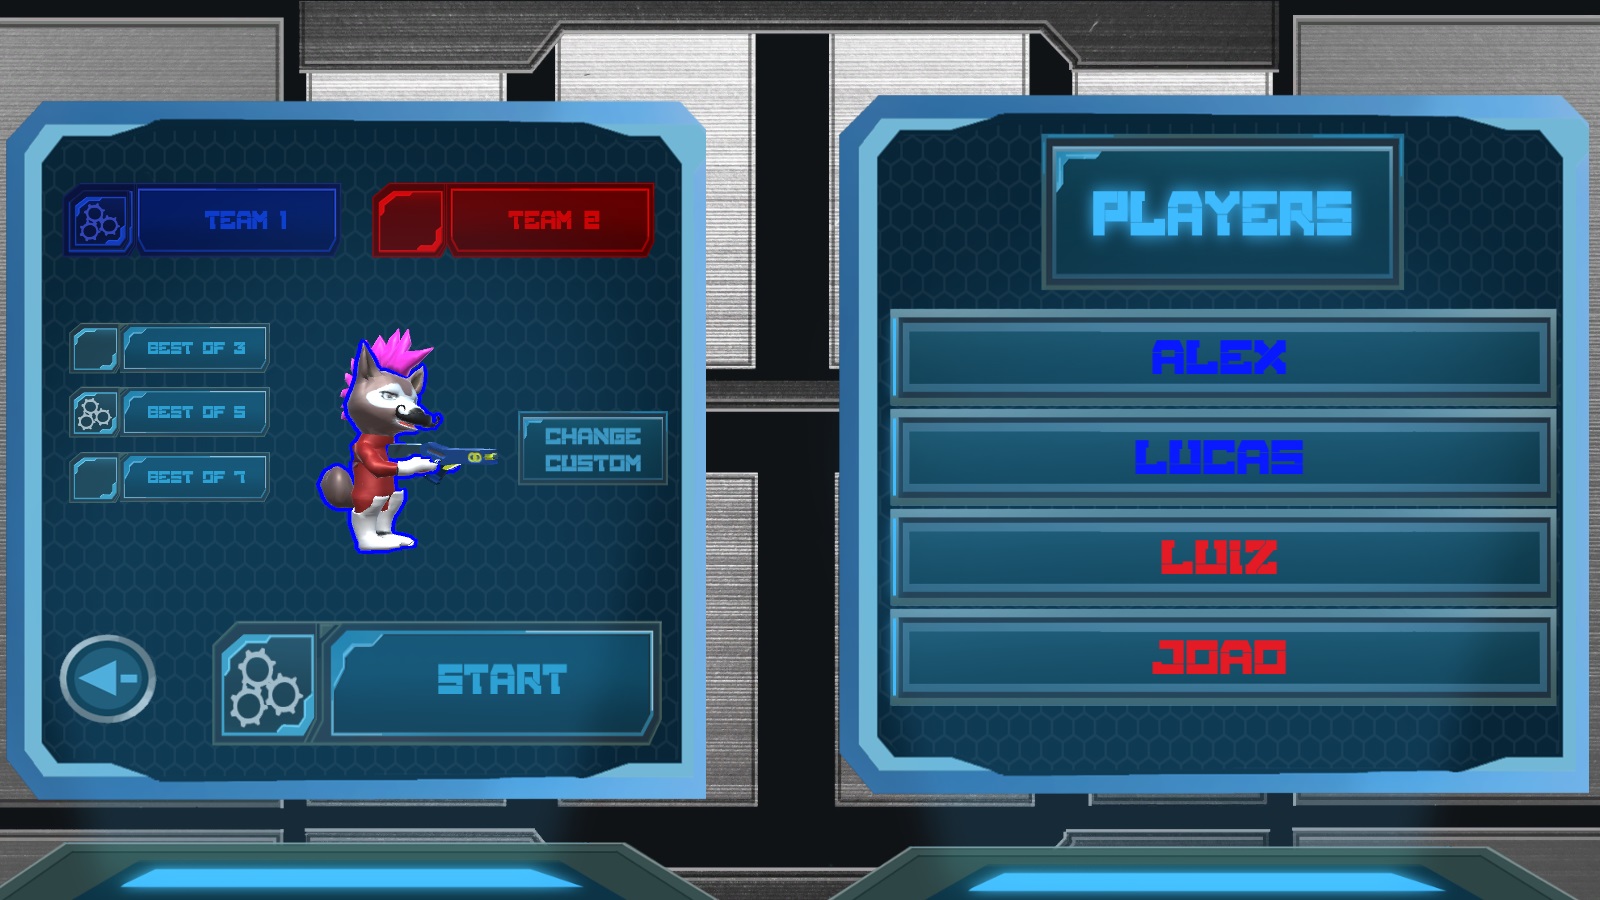 TEAM 1
TEAM 2
BEST OF 3
BEST OF 5
BEST OF 7
CHANGE
CUSTOM
START
PLAYERS
ALEX
LUCAS
LUIZ
JOAO